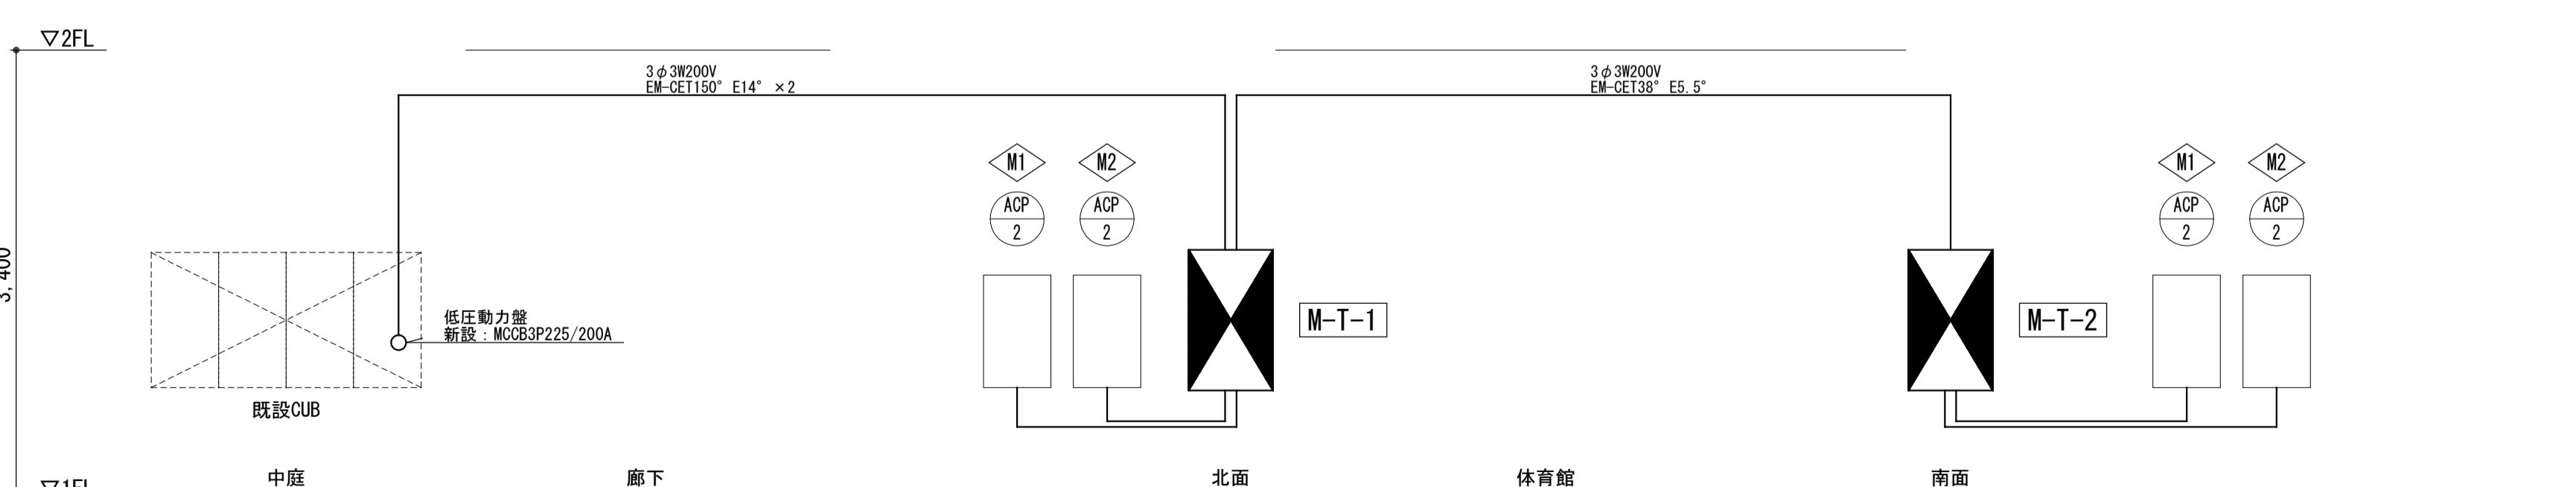 ▽2FL
3φ3W200V
EM-CET150° E14° ×2
3φ3W200V
EM-CET38° E5.5°
M1
M2
M1
M2
ACP
2
ACP
2
ACP
2
ACP
2
3,400
低圧動力盤
新設：MCCB3P225/200A
M-T-1
M-T-2
既設CUB
中庭
廊下
北面
体育館
南面
▽1FL